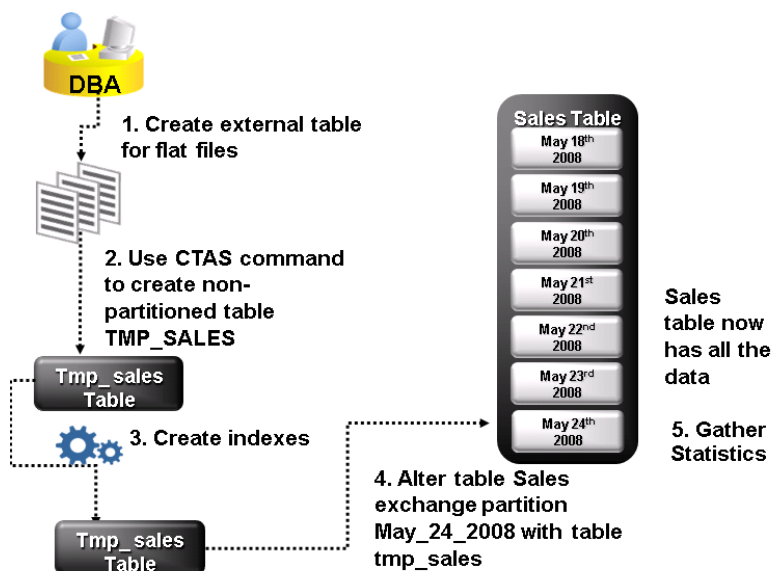 DBA
1. Create external table
for flat files
2. Use CTAS command
to create non-
partitioned table
TMP_SALES
Tmp_sales
Table
3. Create indexes
Tmp_sales
Table
4. Alter table Sales
exchange partition
May_24_2008 with table
tmp_sales
Sales Table
May 18th
2008
May 19th
2008
May 20th
2008
May 21st
2008
May 22nd
2008
May 23rd
2008
May 24th
2008
Sales
table now
has all the
data
5. Gather
Statistics